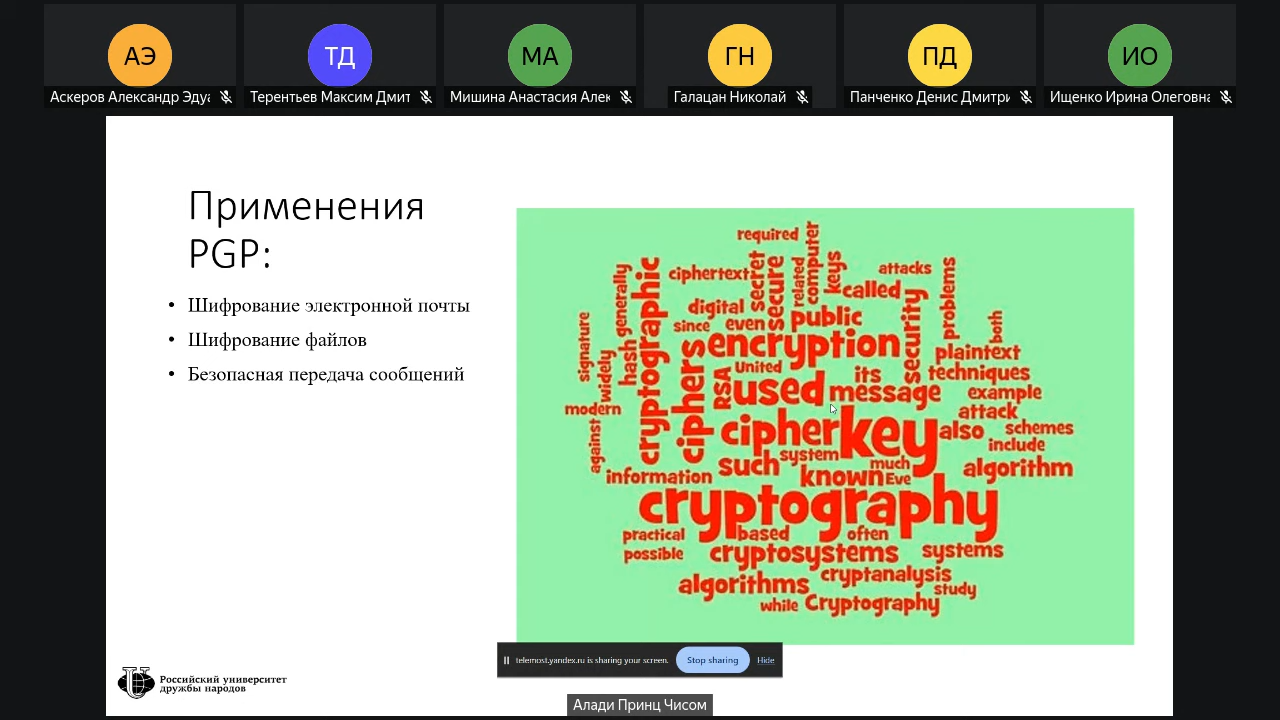 АЭ
ТД
МА
ГН
ПД
ИО
Аскеров Александр Эдуа
Терентьев Максим Дмит
Мишина Анастасия Алек
Галацан Николай
Панченко Денис Дмитри
Ищенко Ирина Олеговна
Применения
PGP:
• Шифрование электронной почты
• Шифрование файлов
• Безопасная передача сообщений
required
computer
secret
secure
related
keys
ciphertext
attacks
generally
cryptographic
called
problems
digital
public
security
signature
since
even
both
hash
widely
ciphers
encryption
plaintext
RSA
United
used
its
message
techniques
example
modern
attack
against
cipher
key
also
schemes
include
system
such
much
information
known
Eve
algorithm
cryptography
practical
based
often
possible
cryptosystems
systems
algorithms
cryptanalysis
study
while
Cryptography
telemost.yandex.ru is sharing your screen.
Stop sharing
Hide
Российский университет
дружбы народов
Алади Принц Чисом